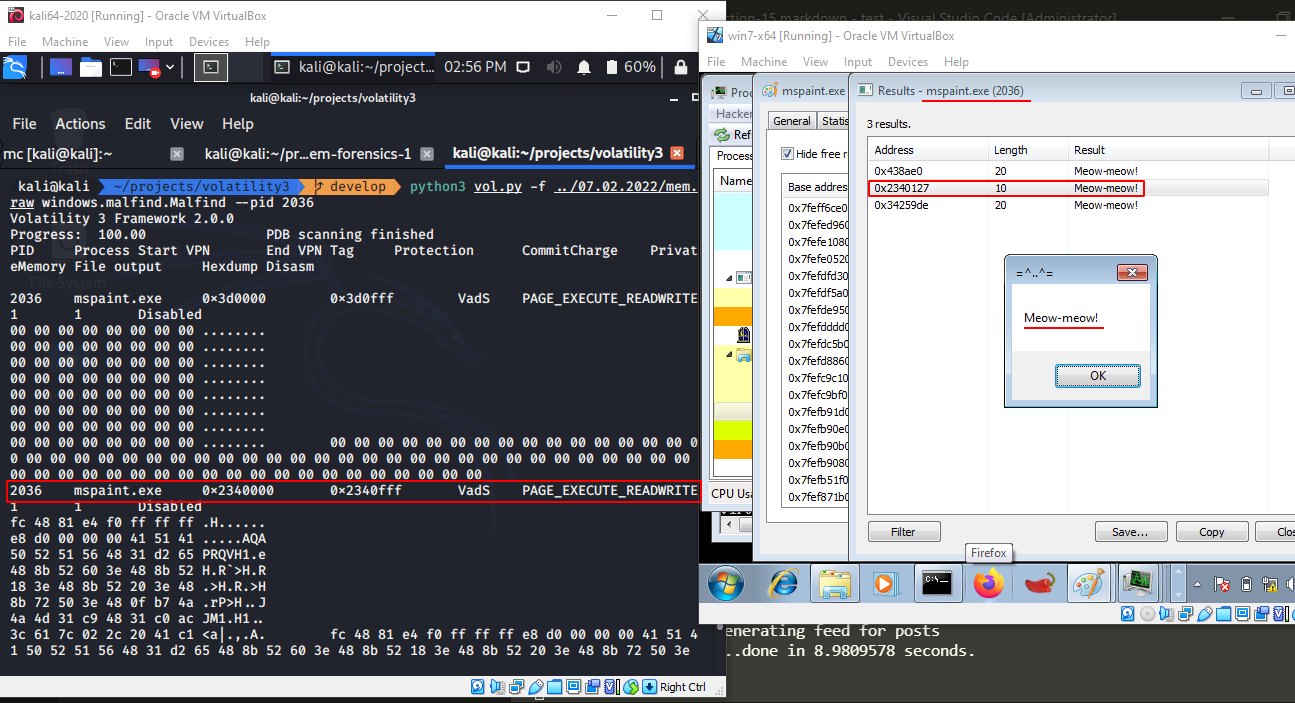 ction-15.markdown - test - Visual Studio Code [Administrator]
kali64-2020 [Running] - Oracle VM VirtualBox
File Machine View Input Devices Help
kali@kali:~/project... 02:56 PM 60%
kali@kali:~/projects/volatility3
File Actions Edit View Help
mc [kali@kali]:~ kali@kali:~/pr...em-forensics-1 kali@kali:~/projects/volatility3
kali@kali ~/projects/volatility3 develop python3 vol.py -f ../07.02.2022/mem.
raw windows.malfind.Malfind --pid 2036
Volatility 3 Framework 2.0.0
Progress: 100.00 PDB scanning finished
PID Process Start VPN End VPN Tag Protection CommitCharge Privat
eMemory File output Hexdump Disasm
File System
2036 mspaint.exe 0×3d0000 0×3d0fff VadS PAGE_EXECUTE_READWRITE
1 1 Disabled
00 00 00 00 00 00 00 00 ........
00 00 00 00 00 00 00 00 ........
00 00 00 00 00 00 00 00 ........
00 00 00 00 00 00 00 00 ........
00 00 00 00 00 00 00 00 ........
00 00 00 00 00 00 00 00 ........
00 00 00 00 00 00 00 00 ........
00 00 00 00 00 00 00 00 ........ 00 00 00 00 00 00 00 00 00 00 00 00 00 00 00 0
0 00 00 00 00 00 00 00 00 00 00 00 00 00 00 00 00 00 00 00 00 00 00 00 00 00 00 00 00
00 00 00 00 00 00 00 00 00 00 00 00 00 00 00 00 00 00 00 00
2036 mspaint.exe 0×2340000 0×2340fff VadS PAGE_EXECUTE_READWRITE
1 1 Disabled
fc 48 81 e4 f0 ff ff ff .H......
e8 d0 00 00 00 41 51 41 .....AQA
50 52 51 56 48 31 d2 65 PRQVH1.e
48 8b 52 60 3e 48 8b 52 H.R`>H.R
18 3e 48 8b 52 20 3e 48 .>H.R.>H
8b 72 50 3e 48 0f b7 4a .rP>H..J
4a 4d 31 c9 48 31 c0 ac JM1.H1..
3c 61 7c 02 2c 20 41 c1 <a|.,.A. fc 48 81 e4 f0 ff ff ff e8 d0 00 00 00 41 51 4
1 50 52 51 56 48 31 d2 65 48 8b 52 60 3e 48 8b 52 18 3e 48 8b 52 20 3e 48 8b 72 50 3e
Right Ctrl
win7-x64 [Running] - Oracle VM VirtualBox
File Machine View Input Devices Help
Proc
Hacker
Ref
Process
Name
CPU Usa
mspaint.exe
General Statis
Hide free r
Base addres
0x7feff6ce0
0x7fefed960
0x7fefe1080
0x7fefe0520
0x7fefdfd30
0x7fefdf5a0
0x7fefde950
0x7fefdddd0
0x7fefdc5b0
0x7fefd8860
0x7fefc9c10
0x7fefc9bf0
0x7fefb91d0
0x7fefb90e0
0x7fefb90b0
0x7fefb9080
0x7fefb51f0
0x7fef871b0
Results - mspaint.exe (2036)
3 results.
Address Length Result
0x438ae0 20 Meow-meow!
0x2340127 10 Meow-meow!
0x34259de 20 Meow-meow!
=^..^=
Meow-meow!
OK
Filter Save... Copy Clos
Firefox
enerating feed for posts
..done in 8.9809578 seconds.